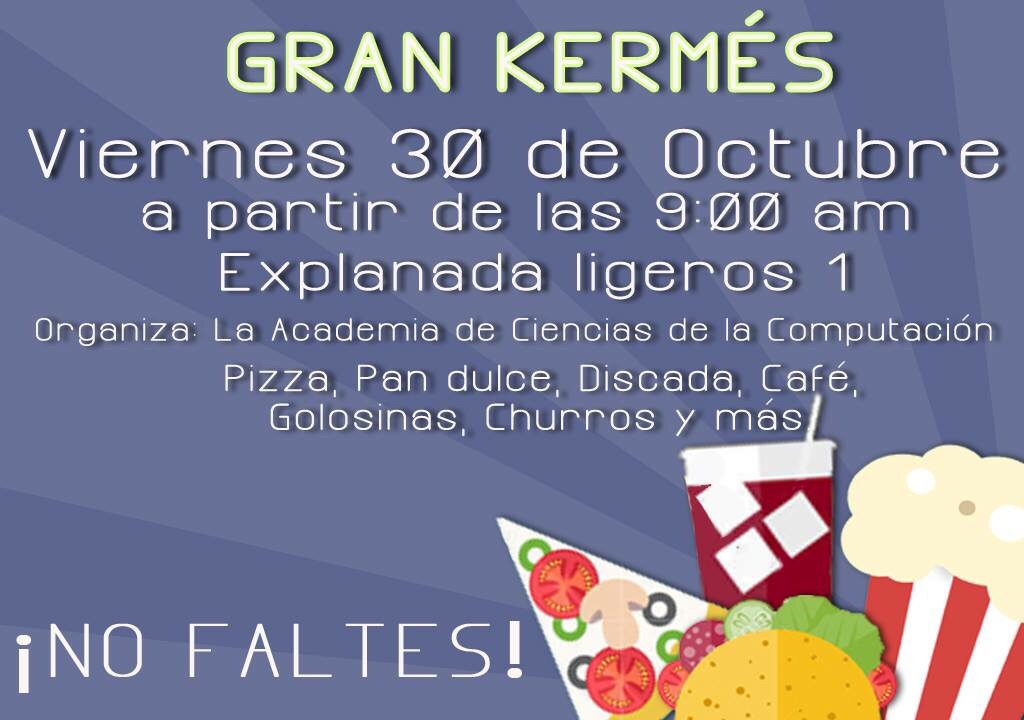 GRAN KERMÉS
Viernes 30 de Octubre
a partir de las 9:00 am
Explanada ligeros 1
Organiza: La Academia de Ciencias de la Computación
Pizza, Pan dulce, Discada, Café,
Golosinas, Churros y más
¡NO FALTES!